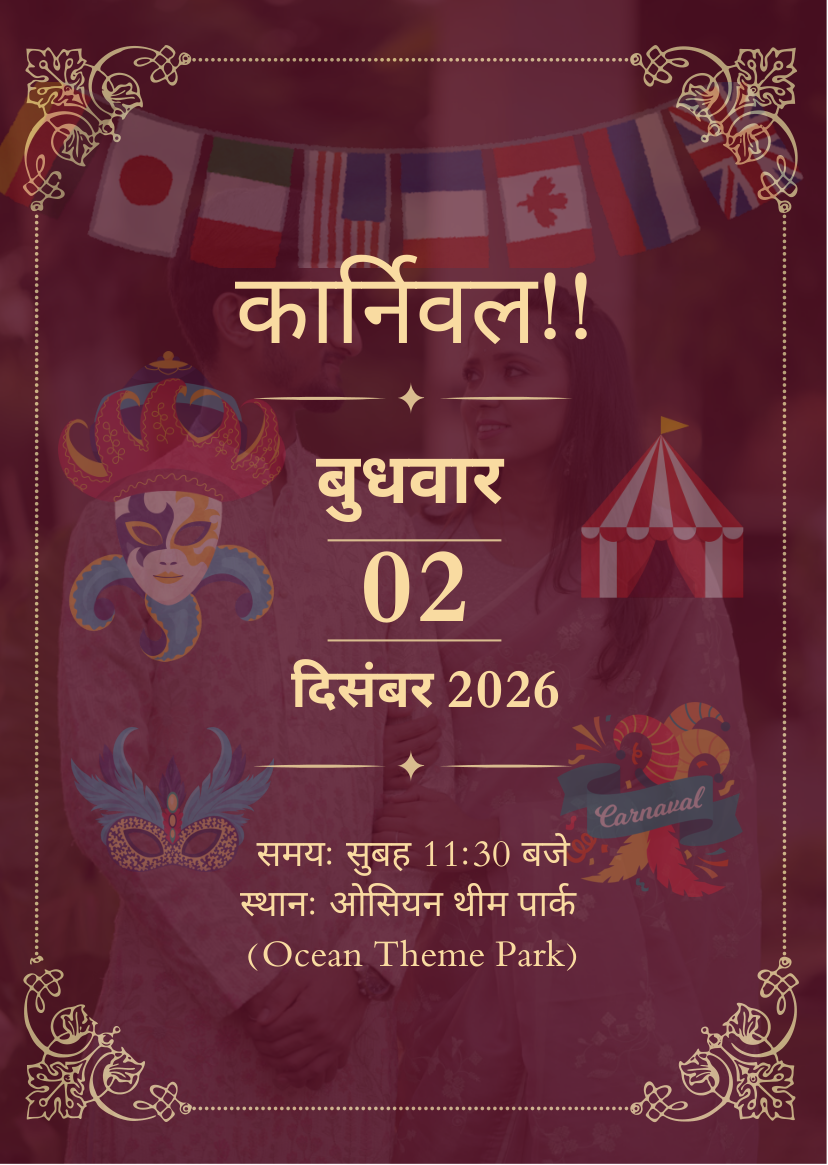 कार्निवल!!
बुधवार
02
दिसंबर 2026
Carnaval
समय: सुबह 11:30 बजे
स्थान: ओसियन थीम पार्क
(Ocean Theme Park)